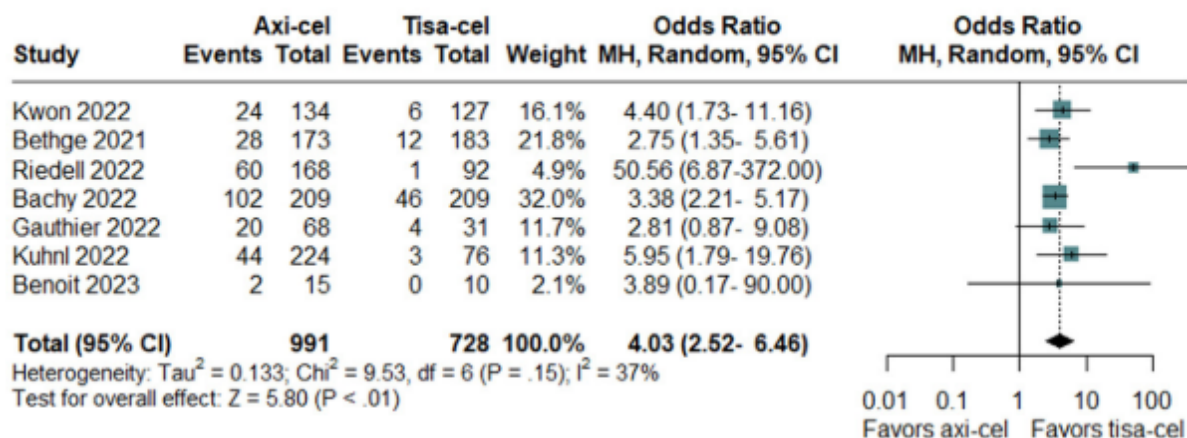 Axi-cel Tisa-cel Odds Ratio Odds Ratio
Study Events Total Events Total Weight MH, Random, 95% CI MH, Random, 95% CI
Kwon 2022 24 134 6 127 16.1% 4.40 (1.73- 11.16)
Bethge 2021 28 173 12 183 21.8% 2.75 (1.35- 5.61)
Riedell 2022 60 168 1 92 4.9% 50.56 (6.87-372.00)
Bachy 2022 102 209 46 209 32.0% 3.38 (2.21- 5.17)
Gauthier 2022 20 68 4 31 11.7% 2.81 (0.87- 9.08)
Kuhnl 2022 44 224 3 76 11.3% 5.95 (1.79- 19.76)
Benoit 2023 2 15 0 10 2.1% 3.89 (0.17- 90.00)
Total (95% CI) 991 728 100.0% 4.03 (2.52- 6.46)
Heterogeneity: Tau² = 0.133; Chi² = 9.53, df = 6 (P = .15); I² = 37%
Test for overall effect: Z = 5.80 (P < .01)
0.01 0.1 1 10 100
Favors axi-cel Favors tisa-cel